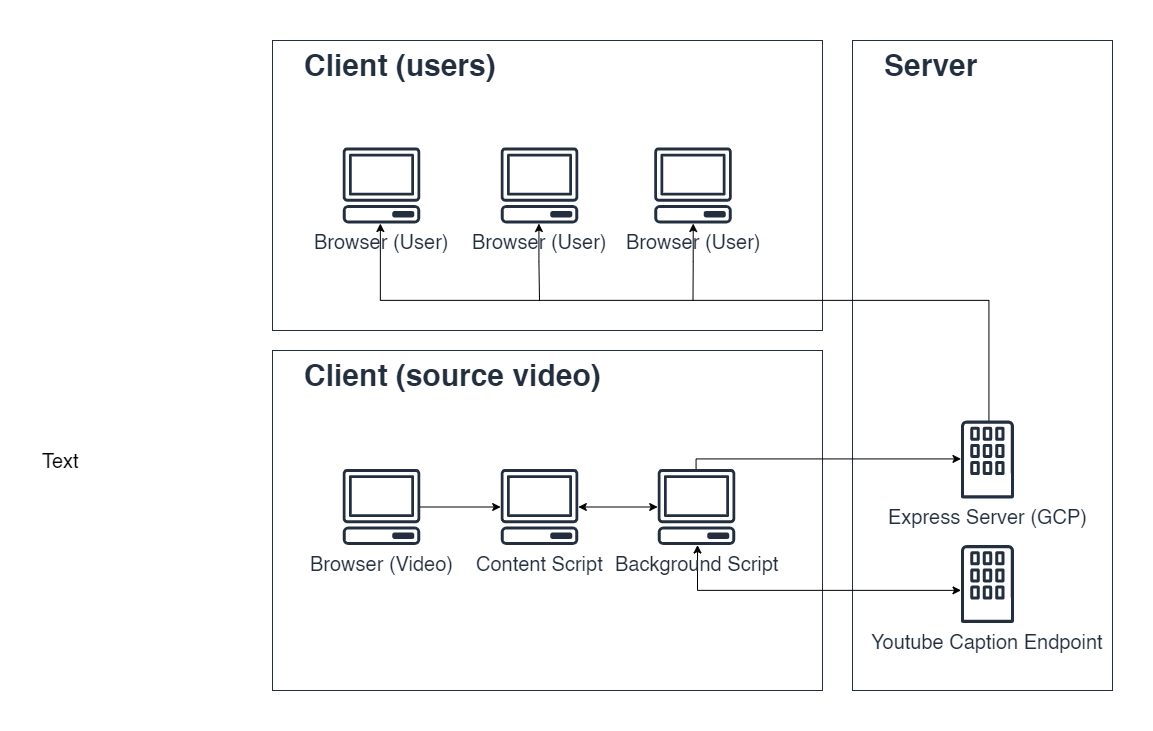 Client (users)
Server
Browser (User)
Browser (User)
Browser (User)
Client (source video)
Text
Browser (Video)
Content Script
Background Script
Express Server (GCP)
Youtube Caption Endpoint